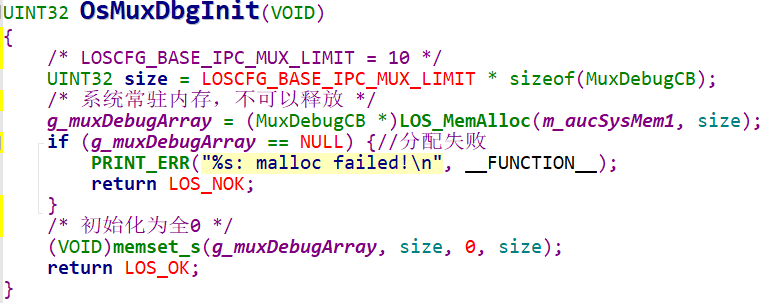 UINT32 OsMuxDbgInit(VOID)
{
/* LOSCFG_BASE_IPC_MUX_LIMIT = 10 */
UINT32 size = LOSCFG_BASE_IPC_MUX_LIMIT * sizeof(MuxDebugCB);
/* 系统常驻内存，不可以释放 */
g_muxDebugArray = (MuxDebugCB *)LOS_MemAlloc(m_aucSysMem1, size);
if (g_muxDebugArray == NULL) {//分配失败
PRINT_ERR("%s: malloc failed!\n", __FUNCTION__);
return LOS_NOK;
}
/* 初始化为全0 */
(VOID)memset_s(g_muxDebugArray, size, 0, size);
return LOS_OK;
}